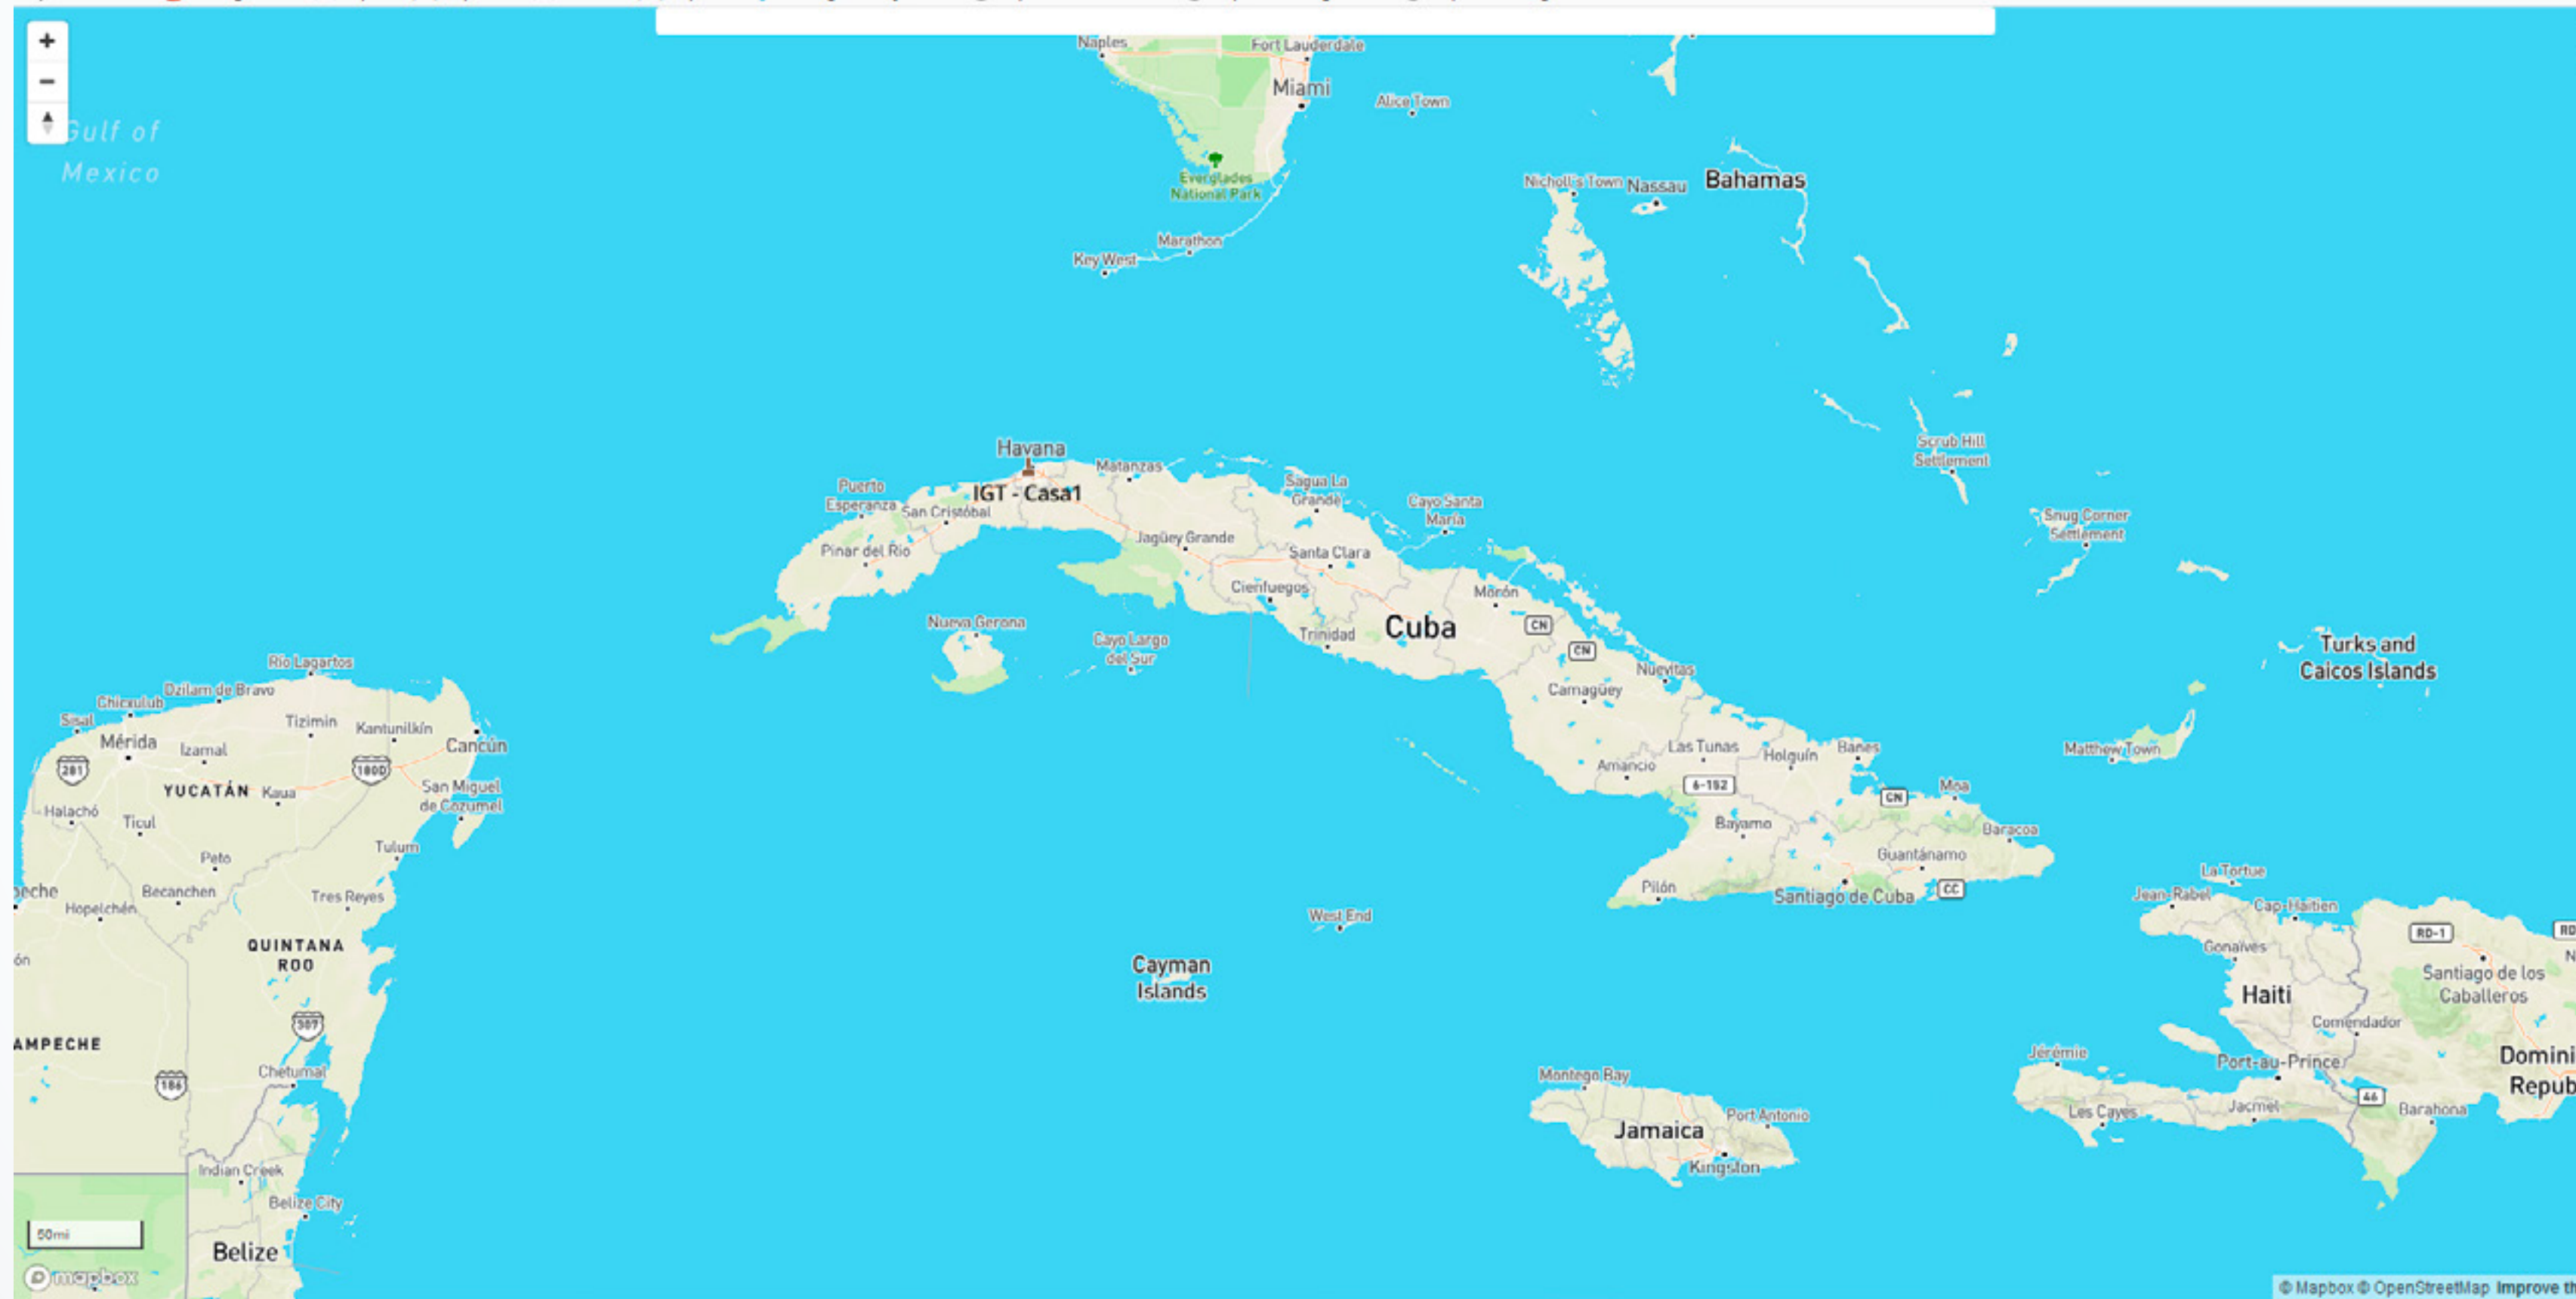 +
−
Gulf of
Mexico
Naples
Fort Lauderdale
Miami
Alice Town
Everglades
National Park
Marathon
Key West
Nicholl's Town
Nassau
Bahamas
Scrub Hill
Settlement
Snug Corner
Settlement
Turks and
Caicos Islands
Matthew Town
Havana
IGT - Casa1
Matanzas
Puerto
Esperanza
San Cristóbal
Pinar del Río
Sagua La
Grande
Cayo Santa
María
Jagüey Grande
Santa Clara
Cienfuegos
Morón
Nueva Gerona
Cayo Largo
del Sur
Trinidad
Cuba
CN
CN
Nuevitas
Camagüey
Las Tunas
Holguín
Banes
Amancio
6-152
CN
Moa
Bayamo
Baracoa
Guantánamo
Pilón
Santiago de Cuba
CC
Río Lagartos
Dzilam de Bravo
Chicxulub
Sisal
Tizimín
Kantunilkín
Mérida
Izamal
Cancún
281
180D
YUCATÁN
Kaua
San Miguel
de Cozumel
Halachó
Ticul
Tulum
Peto
peche
Becanchen
Tres Reyes
Hopelchén
QUINTANA
ROO
ón
307
AMPECHE
186
Chetumal
Indian Creek
Belize City
Belize
West End
Cayman
Islands
Montego Bay
Port Antonio
Jamaica
Kingston
La Tortue
Jean-Rabel
Cap-Haïtien
Gonaïves
Haiti
RD-1
RD
N
Santiago de los
Caballeros
Comendador
Jérémie
Port-au-Prince
Domini
Repub
46
Les Cayes
Jacmel
Barahona
50mi
mapbox
© Mapbox © OpenStreetMap Improve th